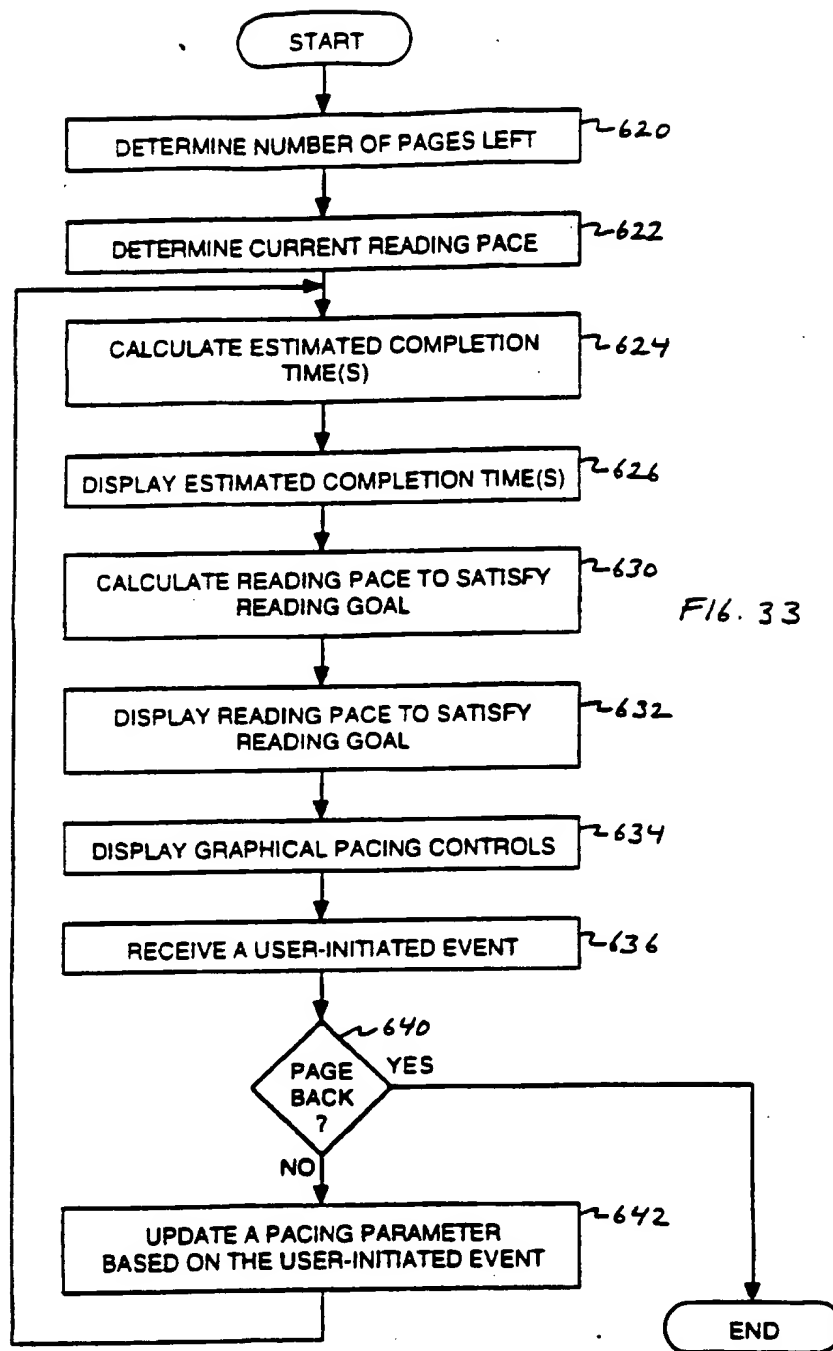 START
DETERMINE NUMBER OF PAGES LEFT
620
DETERMINE CURRENT READING PACE
622
CALCULATE ESTIMATED COMPLETION
TIME(S)
624
DISPLAY ESTIMATED COMPLETION TIME(S)
626
CALCULATE READING PACE TO SATISFY
READING GOAL
630
FIG. 33
DISPLAY READING PACE TO SATISFY
READING GOAL
632
DISPLAY GRAPHICAL PACING CONTROLS
634
RECEIVE A USER-INITIATED EVENT
636
640
PAGE
BACK
?
YES
NO
UPDATE A PACING PARAMETER
BASED ON THE USER-INITIATED EVENT
642
END